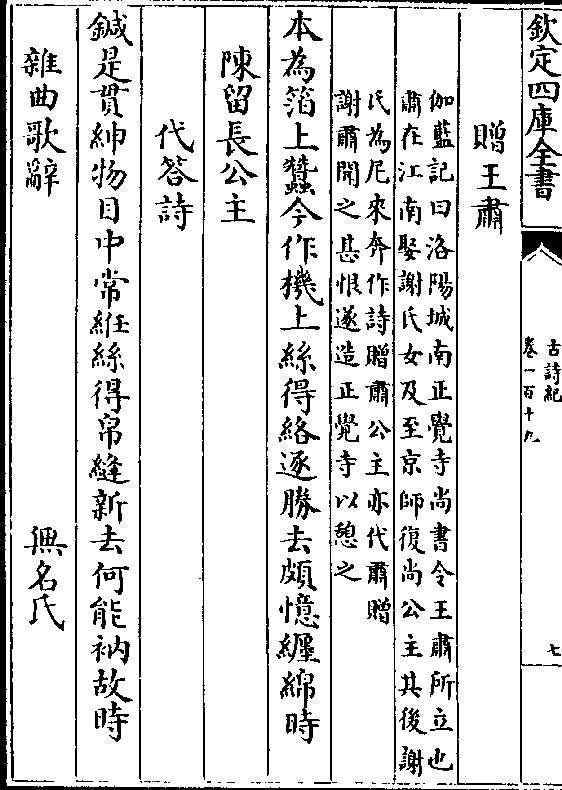 欽定四庫全書
古詩紀
卷一百十九
七
贈王肅
伽藍記曰洛陽城南正覺寺尚書令王肅所立也
肅在江南娶謝氏女及至京師復尚公主其後謝
氏為尼來奔作詩贈肅公主亦代肅贈
謝肅聞之甚恨遂造正覺寺以憩之
本為箔上蠶今作機上絲得絡逐勝去頗憶纏綿時
陳留長公主
代答詩
鍼是貫紳物目中常絍絲得帛縫新去何能衲故時
雜曲歌辭 無名氏